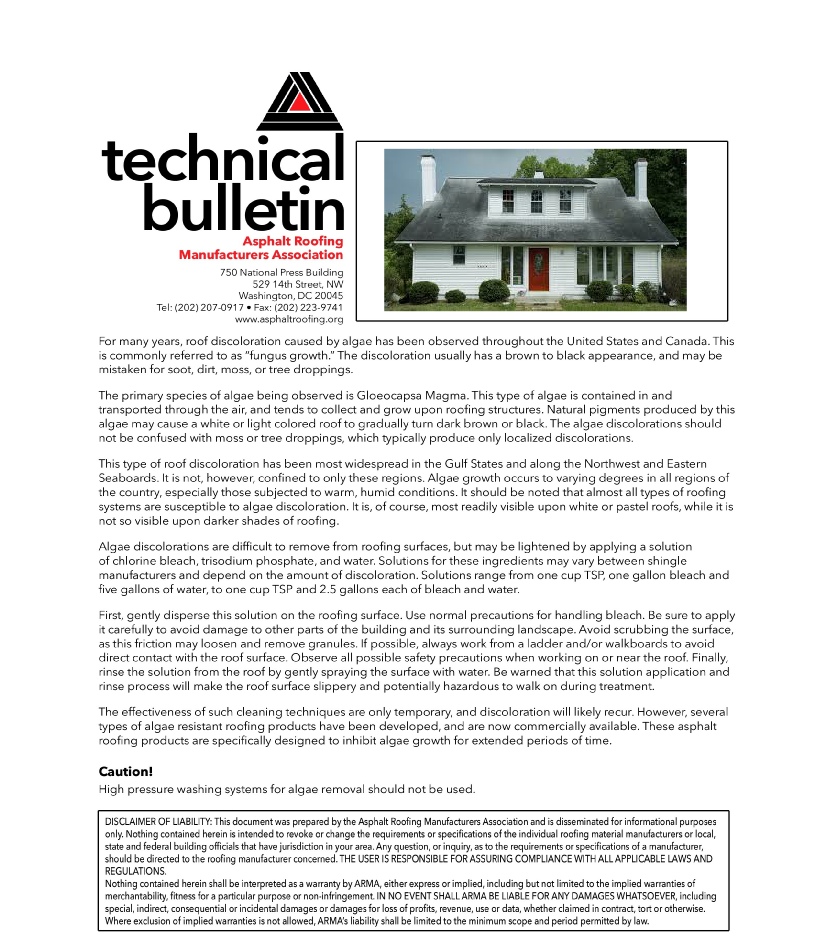 technical
bulletin
Asphalt Roofing
Manufacturers Association
750 National Press Building
529 14th Street, NW
Washington, DC 20045
Tel: (202) 207-0917 • Fax: (202) 223-9741
www.asphaltroofing.org
For many years, roof discoloration caused by algae has been observed throughout the United States and Canada. This
is commonly referred to as "fungus growth." The discoloration usually has a brown to black appearance, and may be
mistaken for soot, dirt, moss, or tree droppings.
The primary species of algae being observed is Gloeocapsa Magma. This type of algae is contained in and
transported through the air, and tends to collect and grow upon roofing structures. Natural pigments produced by this
algae may cause a white or light colored roof to gradually turn dark brown or black. The algae discolorations should
not be confused with moss or tree droppings, which typically produce only localized discolorations.
This type of roof discoloration has been most widespread in the Gulf States and along the Northwest and Eastern
Seaboards. It is not, however, confined to only these regions. Algae growth occurs to varying degrees in all regions of
the country, especially those subjected to warm, humid conditions. It should be noted that almost all types of roofing
systems are susceptible to algae discoloration. It is, of course, most readily visible upon white or pastel roofs, while it is
not so visible upon darker shades of roofing.
Algae discolorations are difficult to remove from roofing surfaces, but may be lightened by applying a solution
of chlorine bleach, trisodium phosphate, and water. Solutions for these ingredients may vary between shingle
manufacturers and depend on the amount of discoloration. Solutions range from one cup TSP, one gallon bleach and
five gallons of water, to one cup TSP and 2.5 gallons each of bleach and water.
First, gently disperse this solution on the roofing surface. Use normal precautions for handling bleach. Be sure to apply
it carefully to avoid damage to other parts of the building and its surrounding landscape. Avoid scrubbing the surface,
as this friction may loosen and remove granules. If possible, always work from a ladder and/or walkboards to avoid
direct contact with the roof surface. Observe all possible safety precautions when working on or near the roof. Finally,
rinse the solution from the roof by gently spraying the surface with water. Be warned that this solution application and
rinse process will make the roof surface slippery and potentially hazardous to walk on during treatment.
The effectiveness of such cleaning techniques are only temporary, and discoloration will likely recur. However, several
types of algae resistant roofing products have been developed, and are now commercially available. These asphalt
roofing products are specifically designed to inhibit algae growth for extended periods of time.
Caution!
High pressure washing systems for algae removal should not be used.
DISCLAIMER OF LIABILITY: This document was prepared by the Asphalt Roofing Manufacturers Association and is disseminated for informational purposes
only. Nothing contained herein is intended to revoke or change the requirements or specifications of the individual roofing material manufacturers or local,
state and federal building officials that have jurisdiction in your area. Any question, or inquiry, as to the requirements or specifications of a manufacturer,
should be directed to the roofing manufacturer concerned. THE USER IS RESPONSIBLE FOR ASSURING COMPLIANCE WITH ALL APPLICABLE LAWS AND
REGULATIONS.
Nothing contained herein shall be interpreted as a warranty by ARMA, either express or implied, including but not limited to the implied warranties of
merchantability, fitness for a particular purpose or non-infringement. IN NO EVENT SHALL ARMA BE LIABLE FOR ANY DAMAGES WHATSOEVER, including
special, indirect, consequential or incidental damages or damages for loss of profits, revenue, use or data, whether claimed in contract, tort or otherwise.
Where exclusion of implied warranties is not allowed, ARMA's liability shall be limited to the minimum scope and period permitted by law.